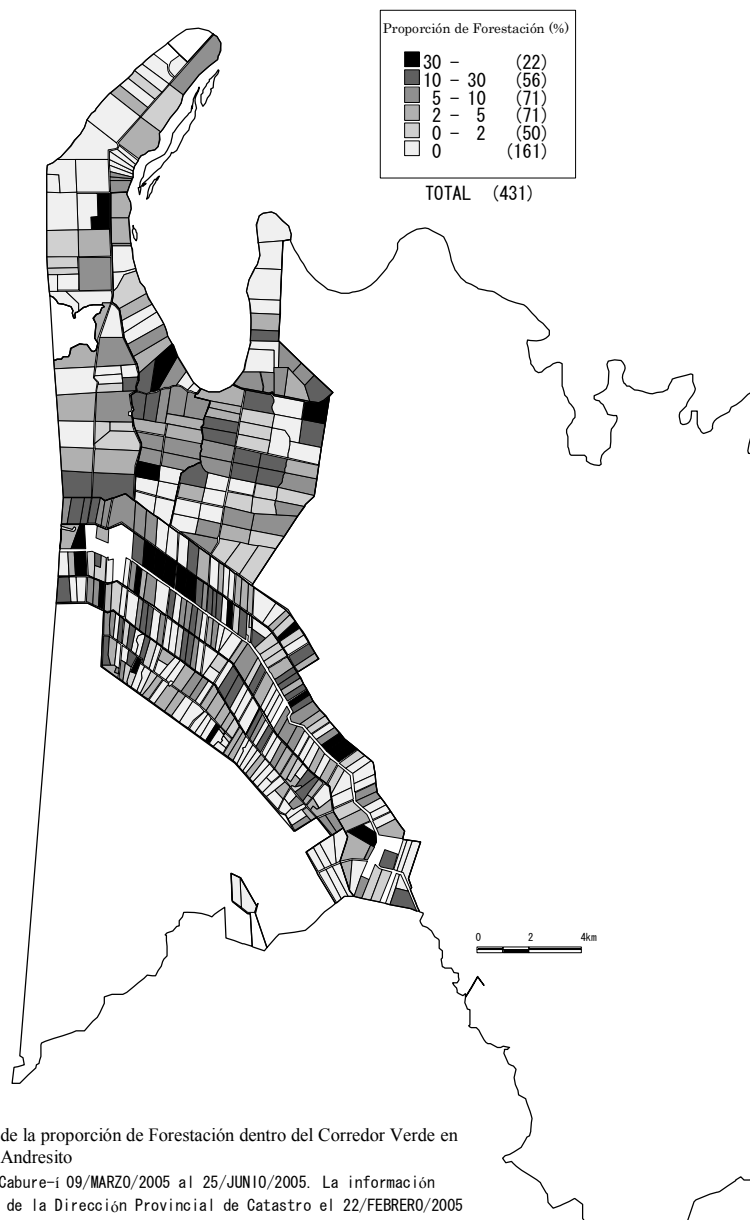 Proporción de Forestación (%)
30 - (22)
10 - 30 (56)
5 - 10 (71)
2 - 5 (71)
0 - 2 (50)
0 (161)
TOTAL (431)
0 2 4km
de la proporción de Forestación dentro del Corredor Verde en
Andresito
Cabure-í 09/MARZO/2005 al 25/JUNIO/2005. La información
de la Dirección Provincial de Catastro el 22/FEBRERO/2005